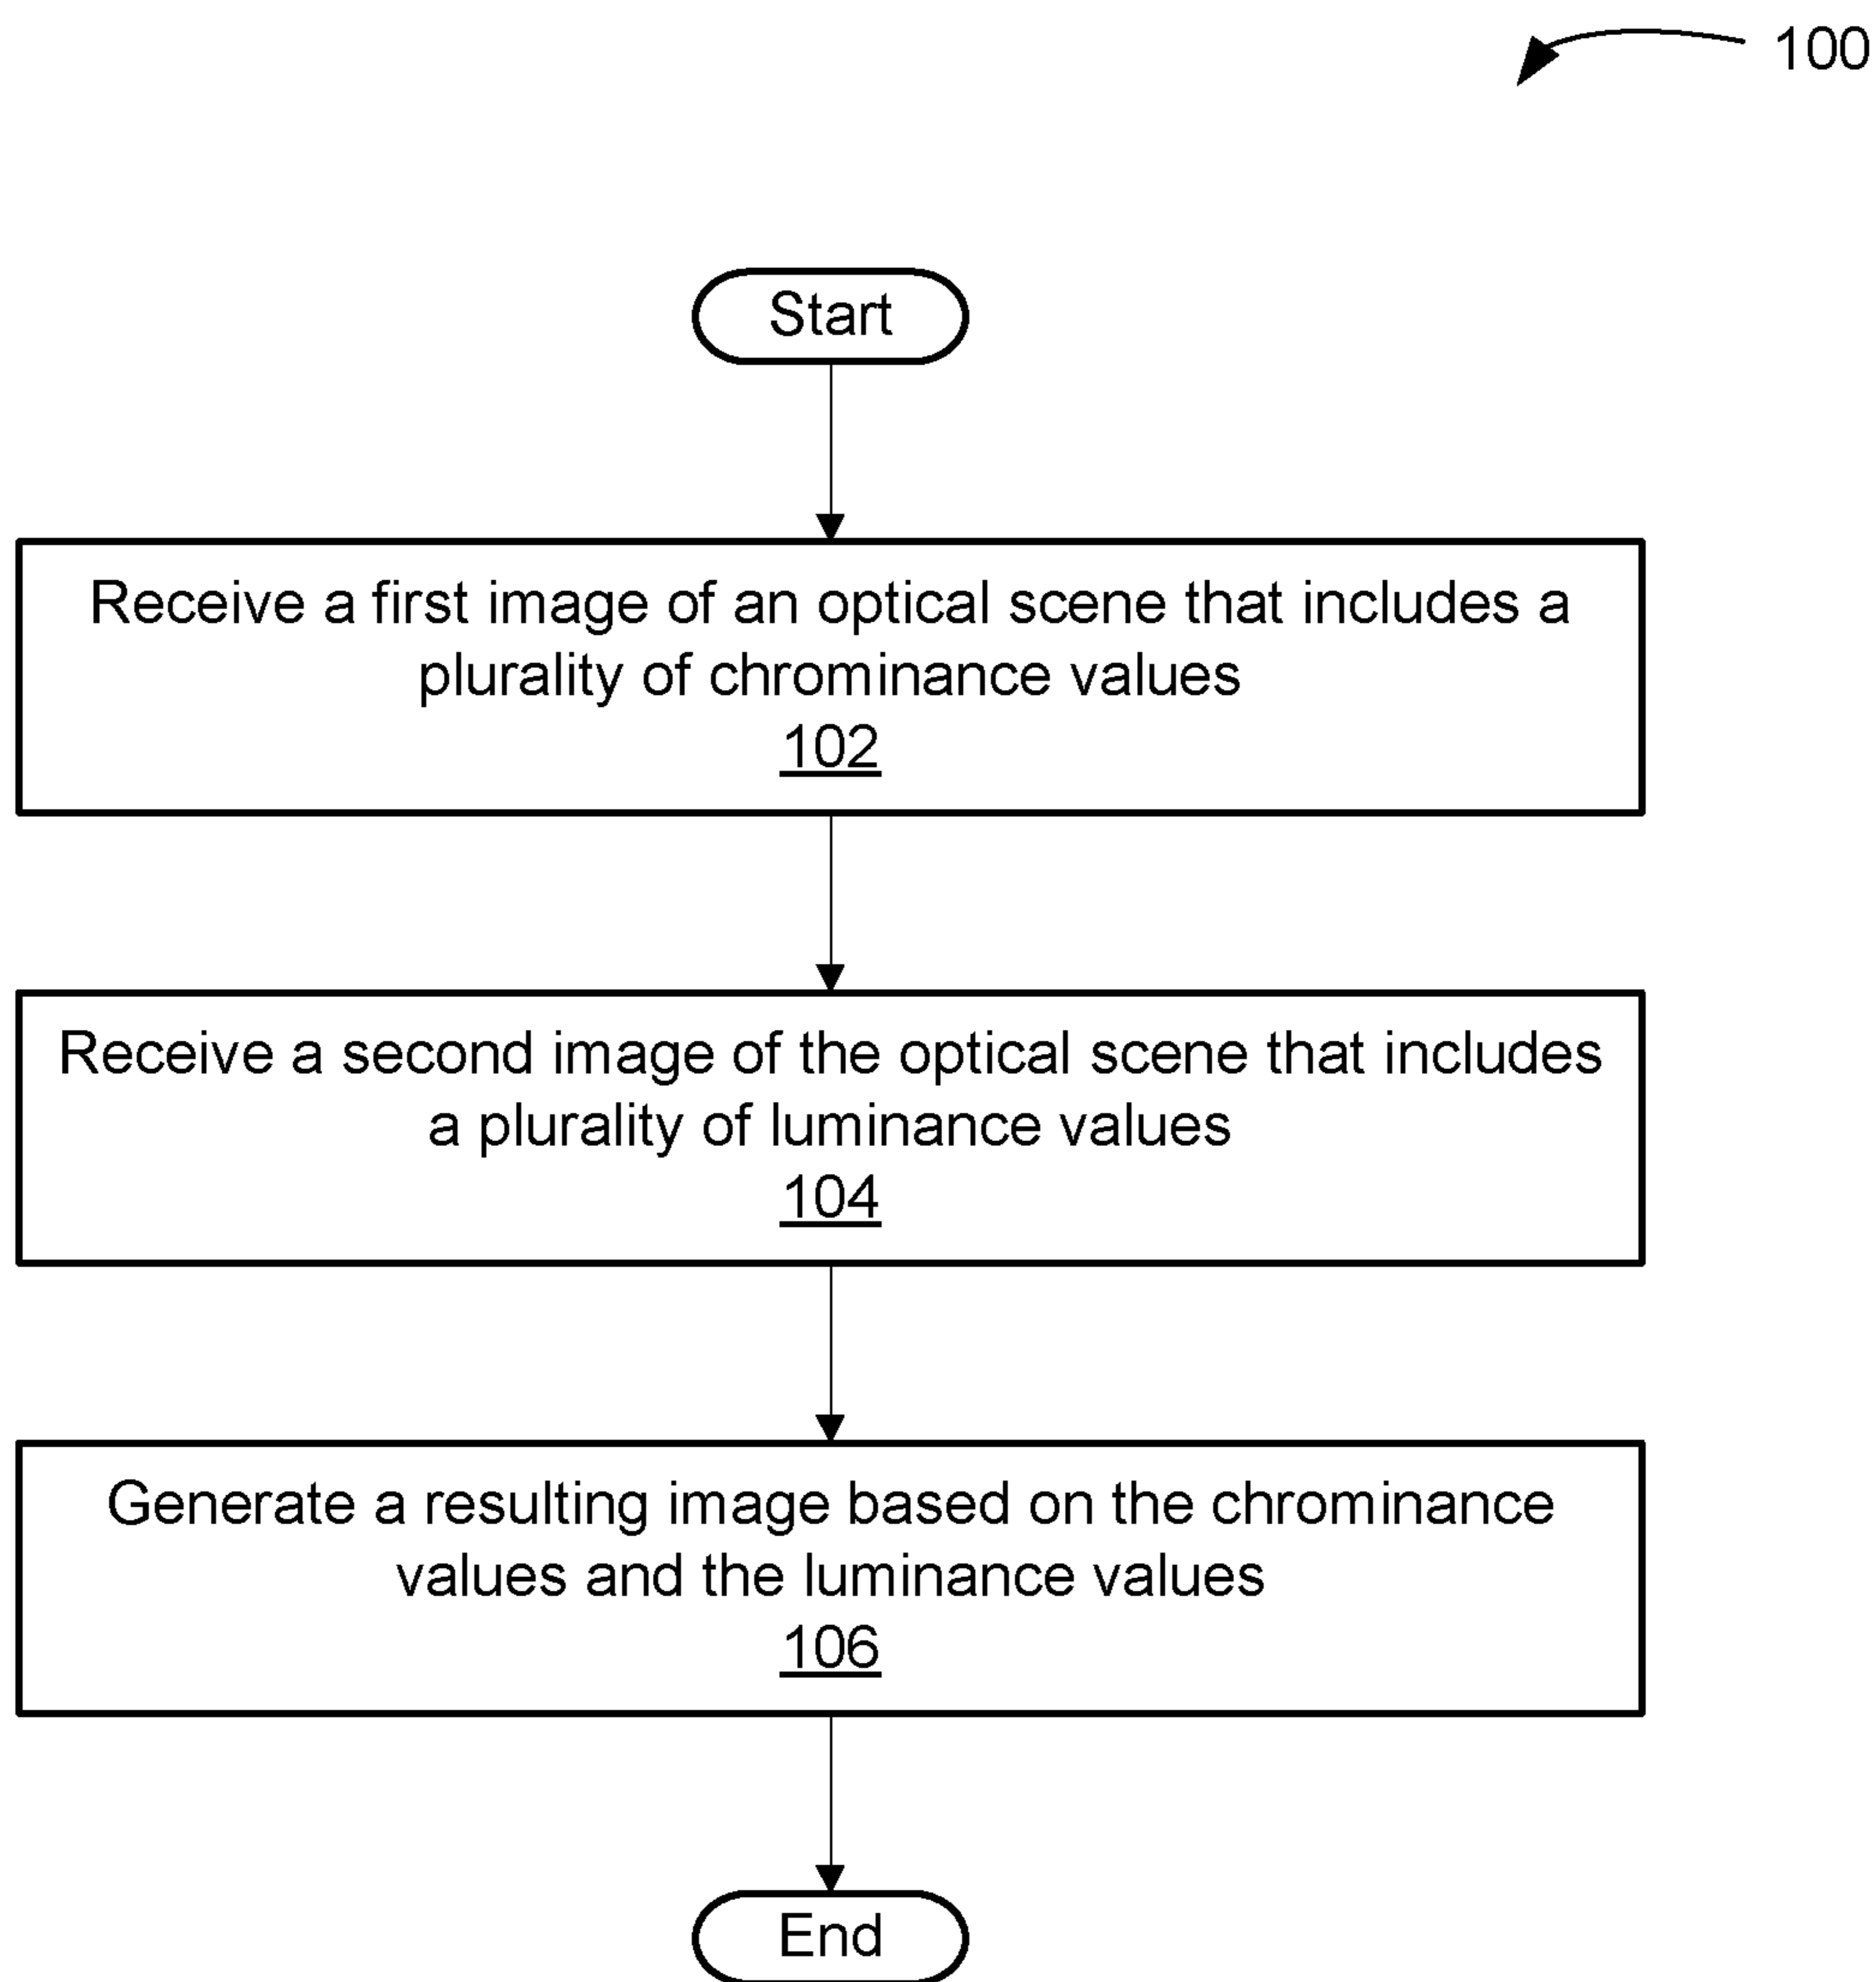 100
Start
Receive a first image of an optical scene that includes a
plurality of chrominance values
102
Receive a second image of the optical scene that includes
a plurality of luminance values
104
Generate a resulting image based on the chrominance
values and the luminance values
106
End